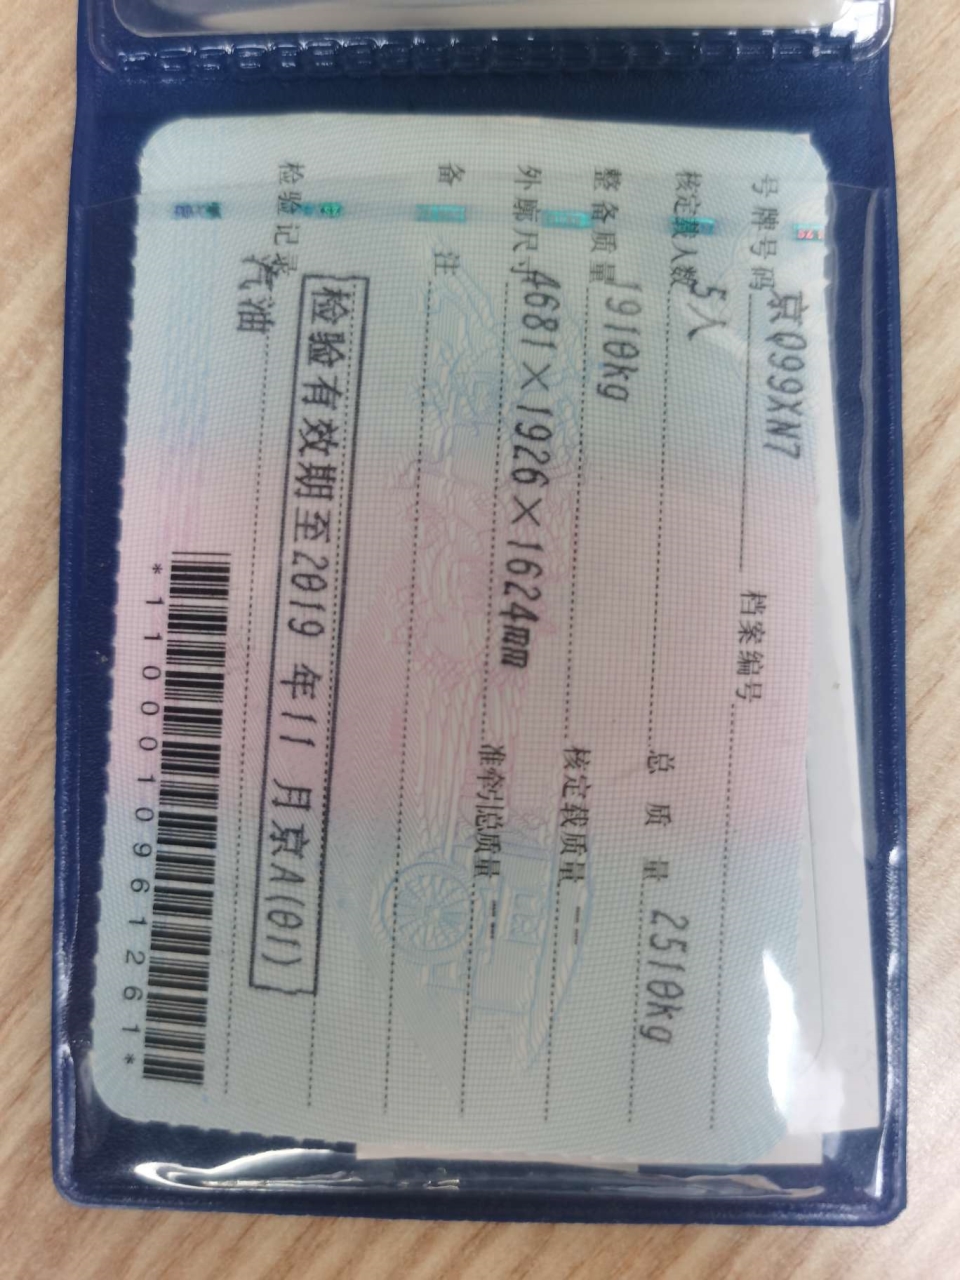 号牌号码 京Q099XN7 档案编号
核定载人数 5人 总质量 2510kg
整备质量 1910kg 核定载质量 --
外廓尺寸 4681×1926×1624mm 准牵引总质量 --
备注
检验有效期至2019年11月京A(01)
检验记录
汽油
*1100010961261*